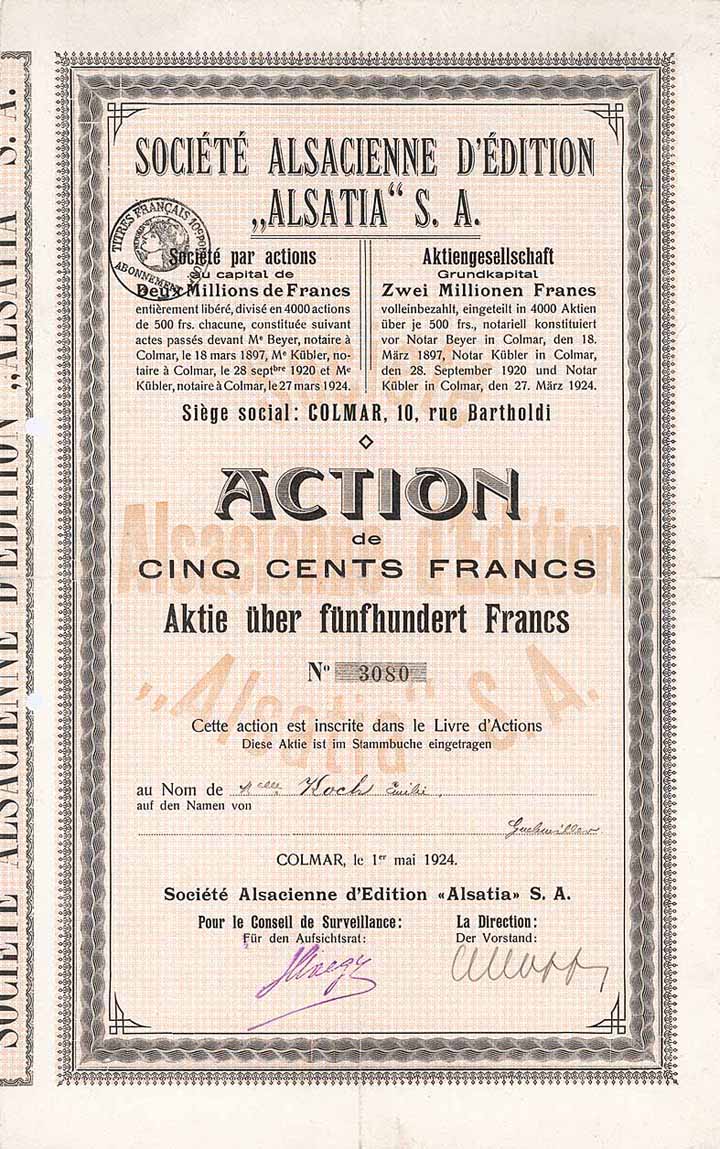 SOCIÉTÉ ALSACIENNE D'ÉDITION „ALSATIA S. A.
SOCIÉTÉ ALSACIENNE D'ÉDITION
„ALSATIA“ S. A.
TITRES FRANÇAIS
ABONNEMENT
Société par actions
au capital de
Deux Millions de Francs
entièrement libéré, divisé en 4000 actions
de 500 frs. chacune, constituée suivant
actes passés devant Me Beyer, notaire à
Colmar, le 18 mars 1897, Me Kübler, no-
taire à Colmar, le 28 septbre 1920 et Me
Kübler, notaire à Colmar, le 27 mars 1924.
Aktiengesellschaft
Grundkapital
Zwei Millionen Francs
volleinbezahlt, eingeteilt in 4000 Aktien
über je 500 frs., notariell konstituiert
vor Notar Beyer in Colmar, den 18.
März 1897, Notar Kübler in Colmar,
den 28. September 1920 und Notar
Kübler in Colmar, den 27. März 1924.
Siège social: COLMAR, 10, rue Bartholdi
Société
ACTION
de
Alsacienne d'Edition
CINQ CENTS FRANCS
Aktie über fünfhundert Francs
No 3080
„Alsatia“ S. A.
Cette action est inscrite dans le Livre d'Actions
Diese Aktie ist im Stammbuche eingetragen
au Nom de Melle Koch Emilie,
auf den Namen von
Guebwiller
COLMAR, le 1er mai 1924.
Société Alsacienne d'Edition «Alsatia» S. A.
Pour le Conseil de Surveillance:
Für den Aufsichtsrat:
La Direction:
Der Vorstand: